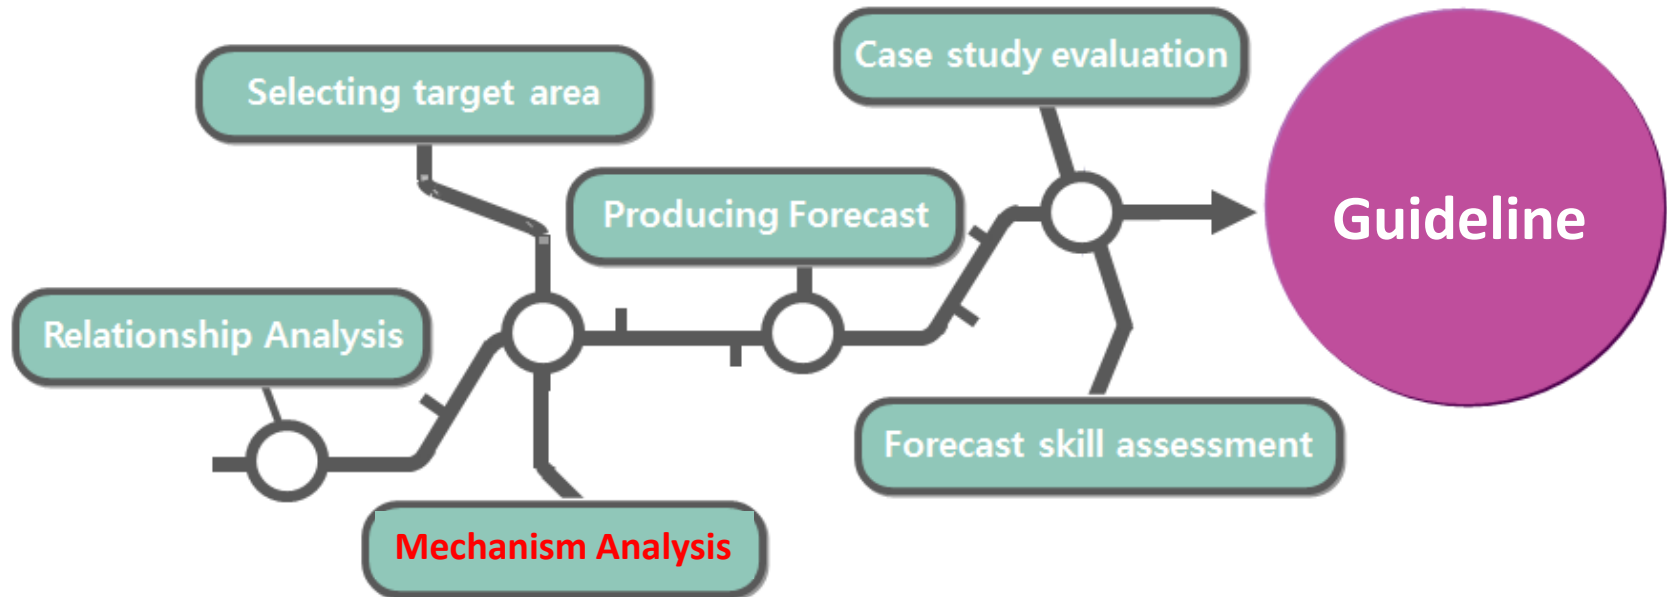 Case study evaluation
Selecting target area
Producing Forecast
Guideline
Relationship Analysis
Forecast skill assessment
Mechanism Analysis